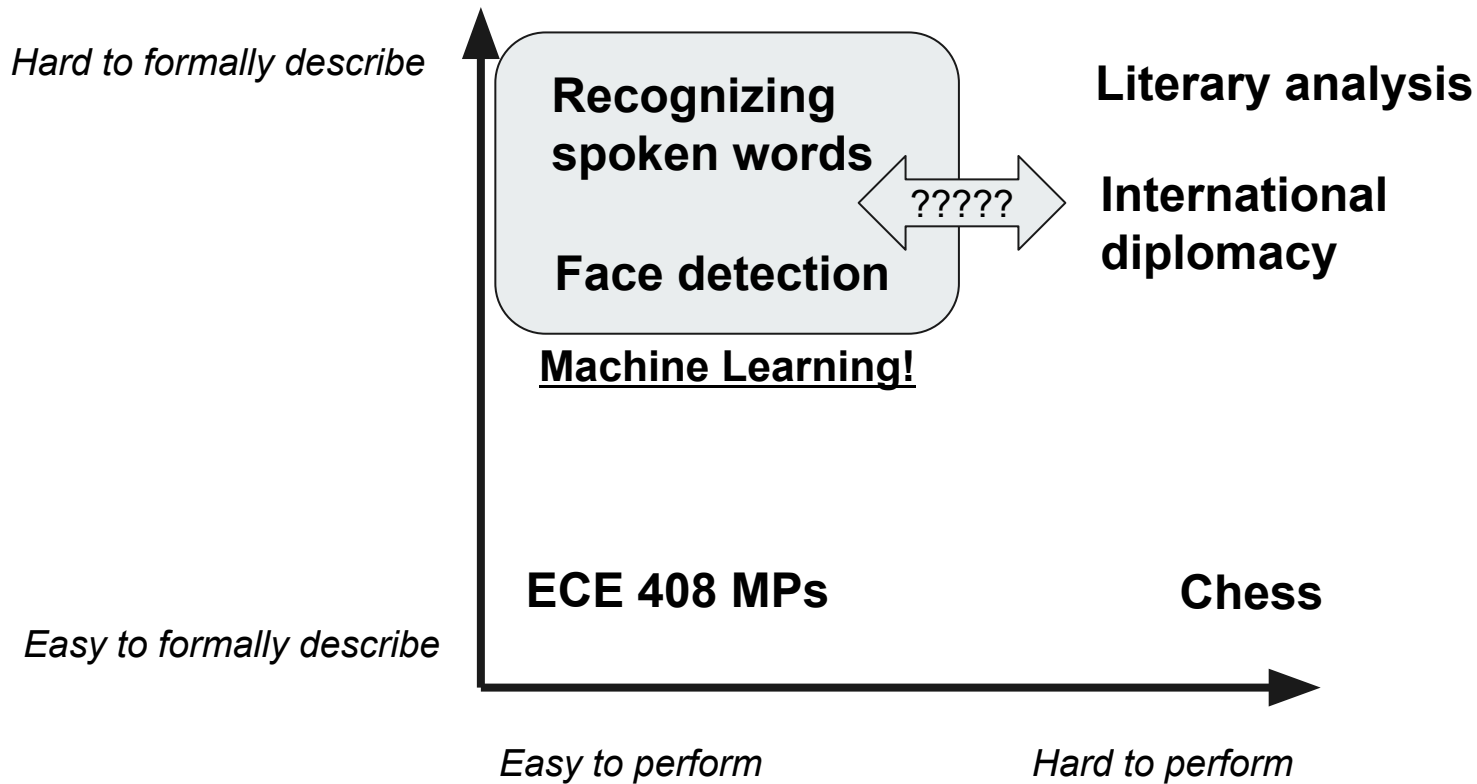 Hard to formally describe
Recognizing
spoken words
Literary analysis
?????
International
diplomacy
Face detection
Machine Learning!
ECE 408 MPs
Chess
Easy to formally describe
Easy to perform
Hard to perform